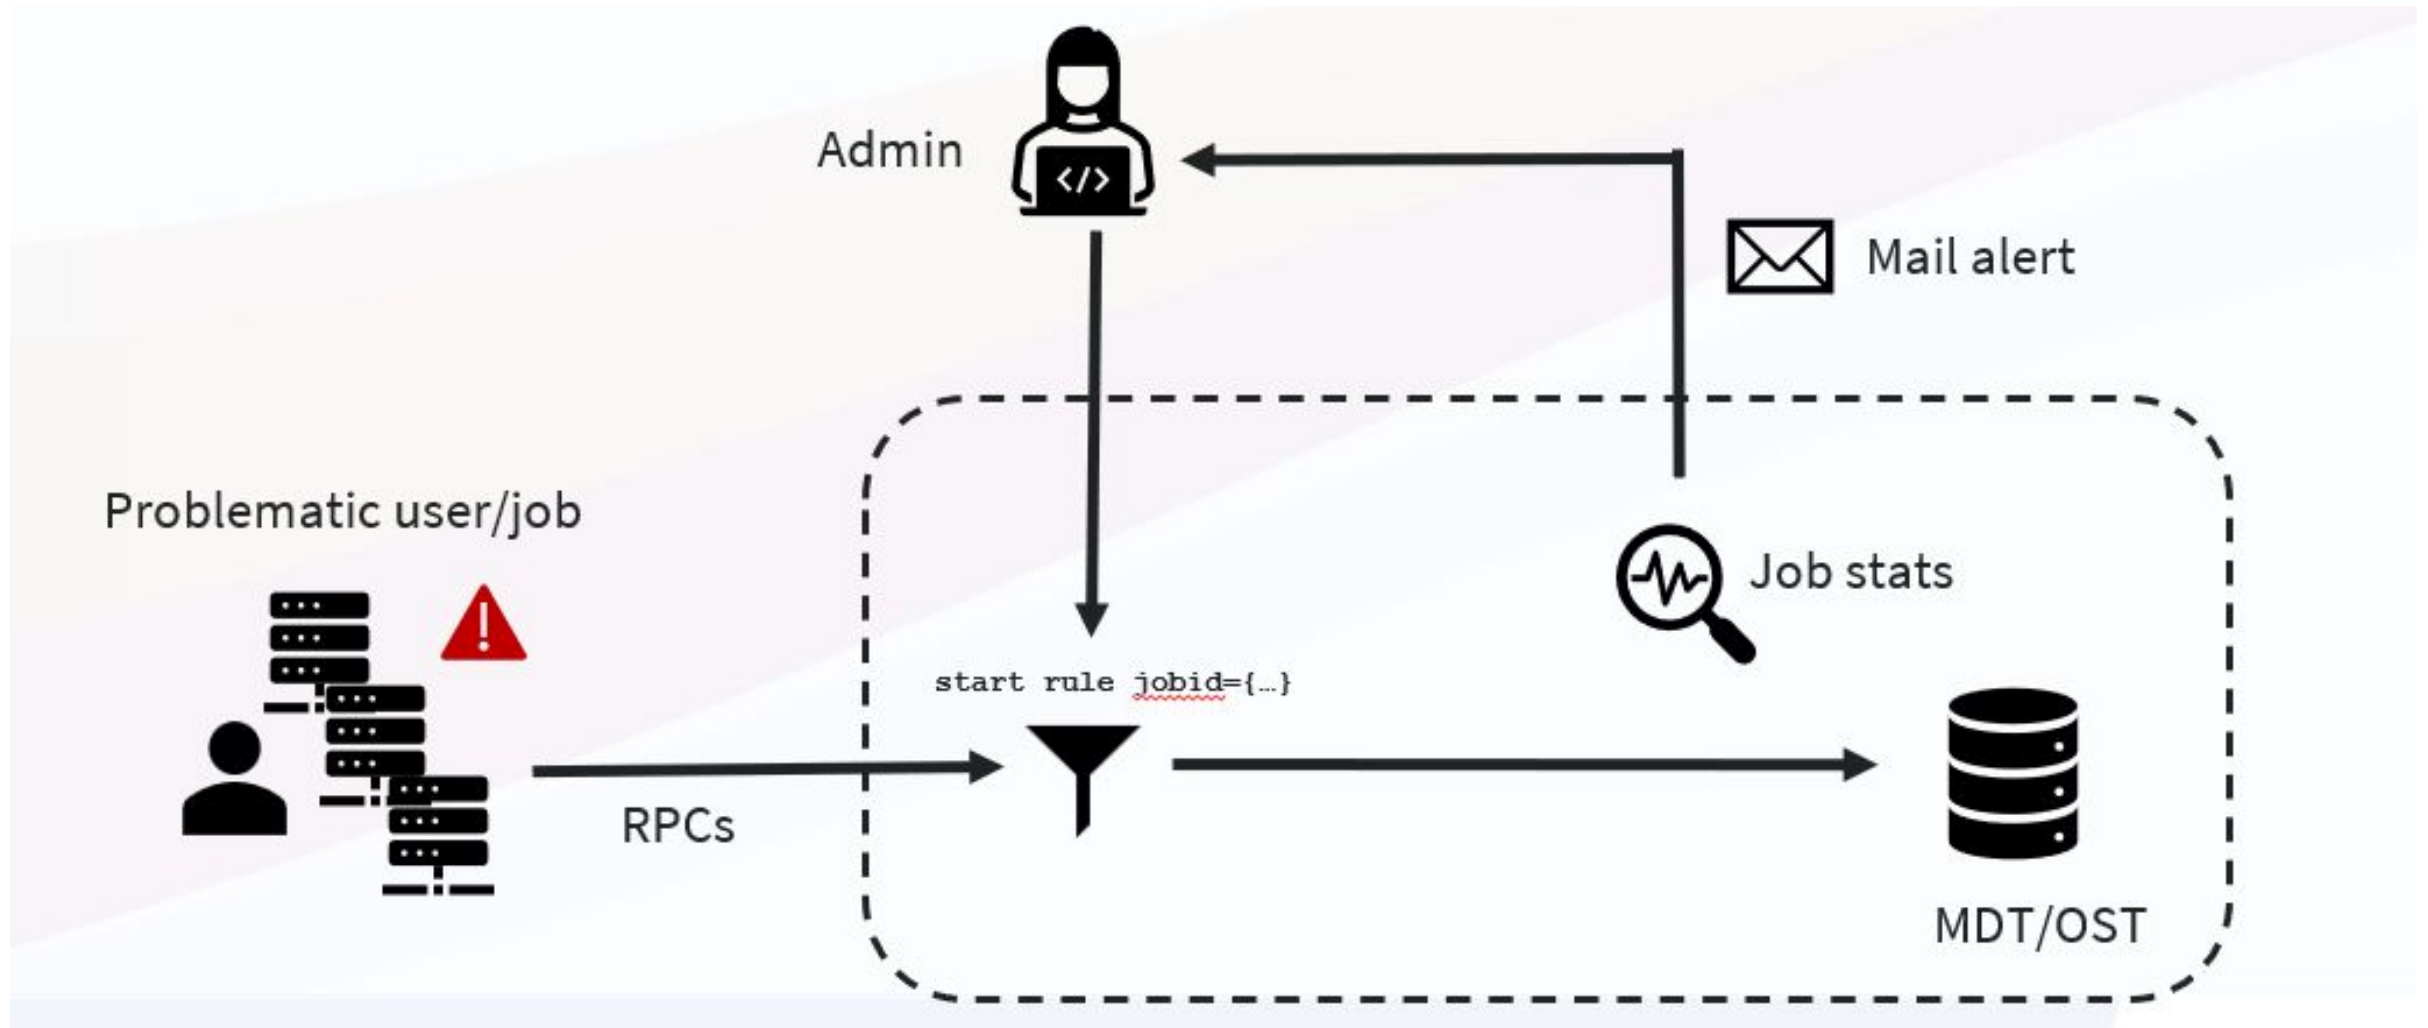 Admin
</>
Mail alert
Problematic user/job
Job stats
start rule jobid={…}
RPCs
MDT/OST